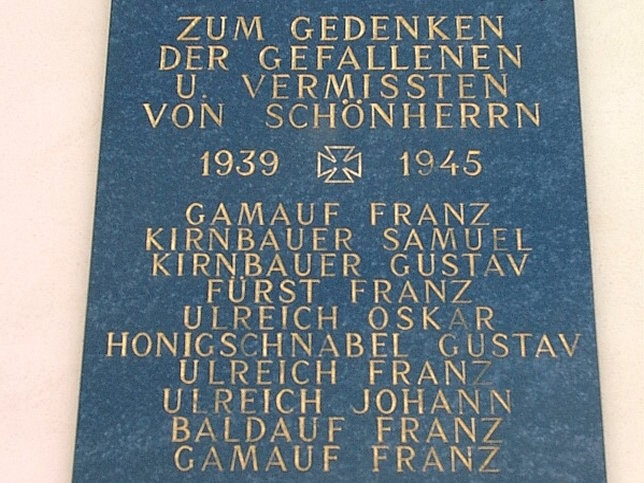 ZUM GEDENKEN
DER GEFALLENEN
U. VERMISSTEN
VON SCHÖNHERRN
1939 1945
GAMAUF FRANZ
KIRNBAUER SAMUEL
KIRNBAUER GUSTAV
FÜRST FRANZ
ULREICH OSKAR
HONIGSCHNABEL GUSTAV
ULREICH FRANZ
ULREICH JOHANN
BALDAUF FRANZ
GAMAUF FRANZ